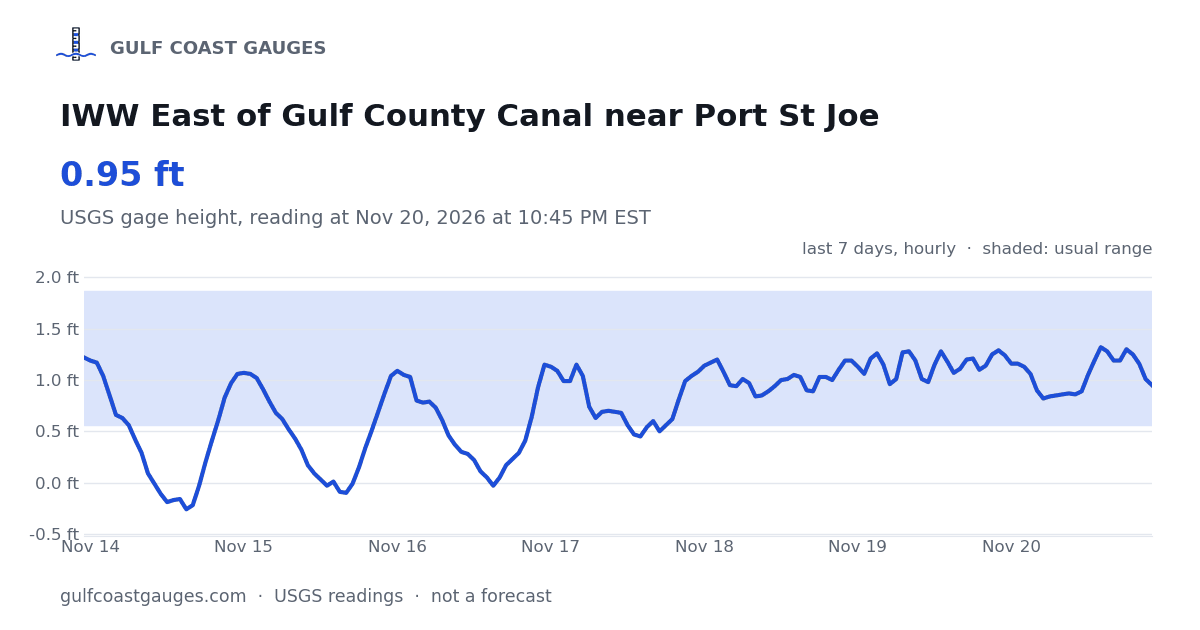 GULF COAST GAUGES
IWW East of Gulf County Canal near Port St Joe
0.95 ft
USGS gage height, reading at Nov 20, 2026 at 10:45 PM EST
last 7 days, hourly · shaded: usual range
2.0 ft
1.5 ft
1.0 ft
0.5 ft
0.0 ft
-0.5 ft
Nov 14 Nov 15 Nov 16 Nov 17 Nov 18 Nov 19 Nov 20
gulfcoastgauges.com · USGS readings · not a forecast